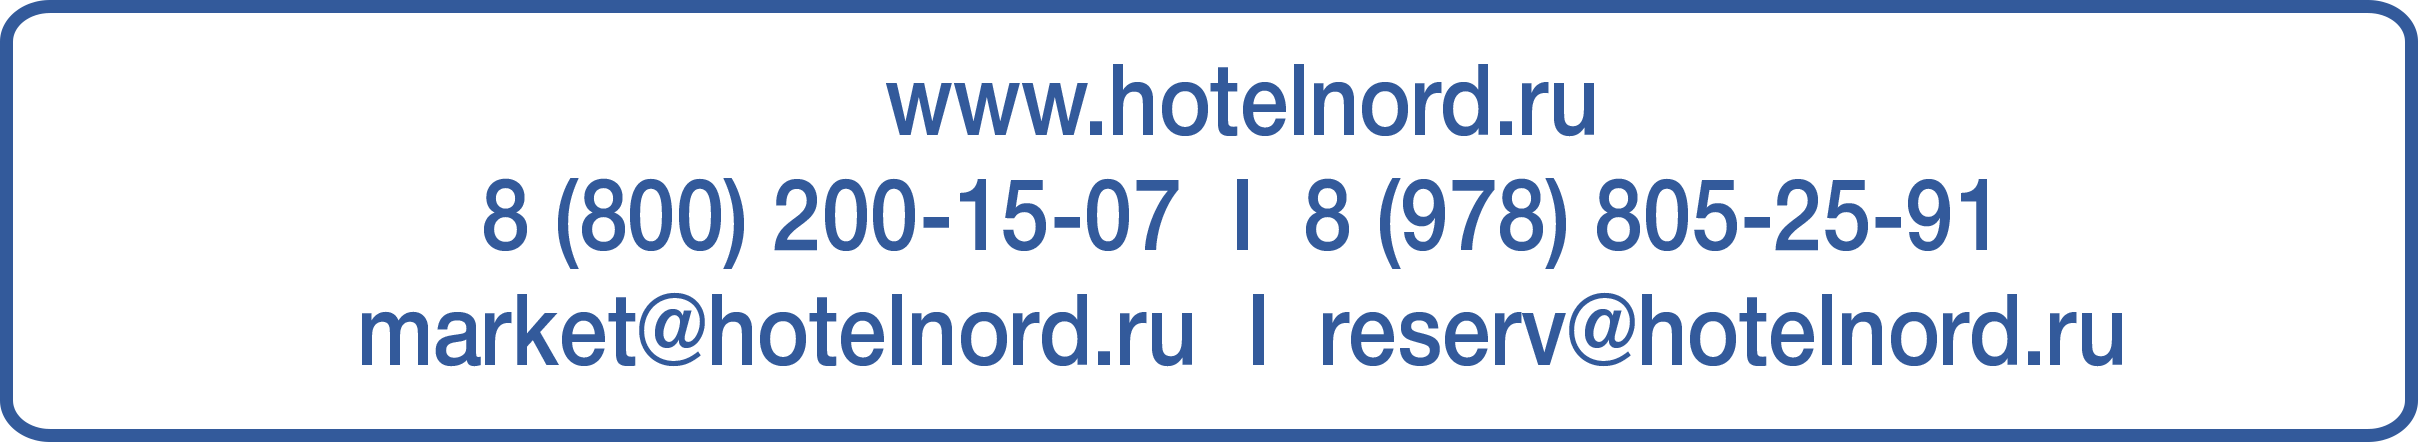 www.hotelnord.ru
8 (800) 200-15-07 | 8 (978) 805-25-91
market@hotelnord.ru | reserv@hotelnord.ru